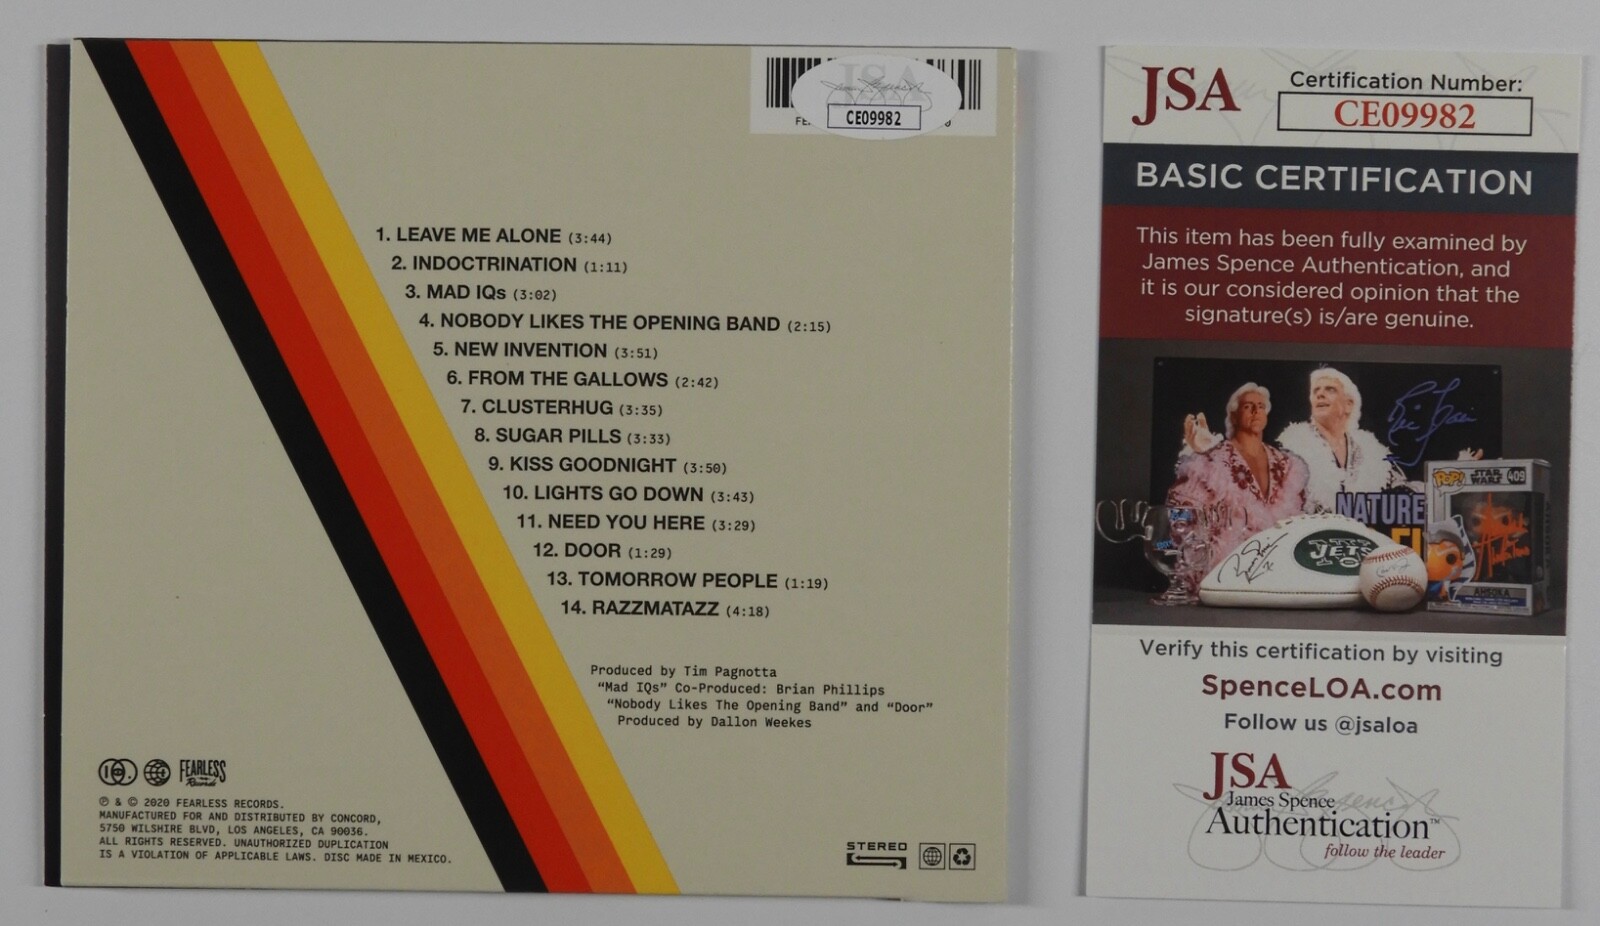 JSA
CE09982
1. LEAVE ME ALONE (3:44)
2. INDOCTRINATION (1:11)
3. MAD IQs (3:02)
4. NOBODY LIKES THE OPENING BAND (2:15)
5. NEW INVENTION (3:51)
6. FROM THE GALLOWS (2:42)
7. CLUSTERHUG (3:35)
8. SUGAR PILLS (3:33)
9. KISS GOODNIGHT (3:50)
10. LIGHTS GO DOWN (3:43)
11. NEED YOU HERE (3:29)
12. DOOR (1:29)
13. TOMORROW PEOPLE (1:19)
14. RAZZMATAZZ (4:18)
Produced by Tim Pagnotta
“Mad IQs” Co-Produced: Brian Phillips
“Nobody Likes The Opening Band” and “Door”
Produced by Dallon Weekes
FEARLESS
Records
℗ & © 2020 FEARLESS RECORDS.
MANUFACTURED FOR AND DISTRIBUTED BY CONCORD,
5750 WILSHIRE BLVD, LOS ANGELES, CA 90036.
ALL RIGHTS RESERVED. UNAUTHORIZED DUPLICATION
IS A VIOLATION OF APPLICABLE LAWS. DISC MADE IN MEXICO.
STEREO
JSA
Certification Number:
CE09982
BASIC CERTIFICATION
This item has been fully examined by
James Spence Authentication, and
it is our considered opinion that the
signature(s) is/are genuine.
POP!
STAR WARS
409
NATURE
JETS
AHSOKA
Verify this certification by visiting
SpenceLOA.com
Follow us @jsaloa
JSA
James Spence
Authentication™
follow the leader